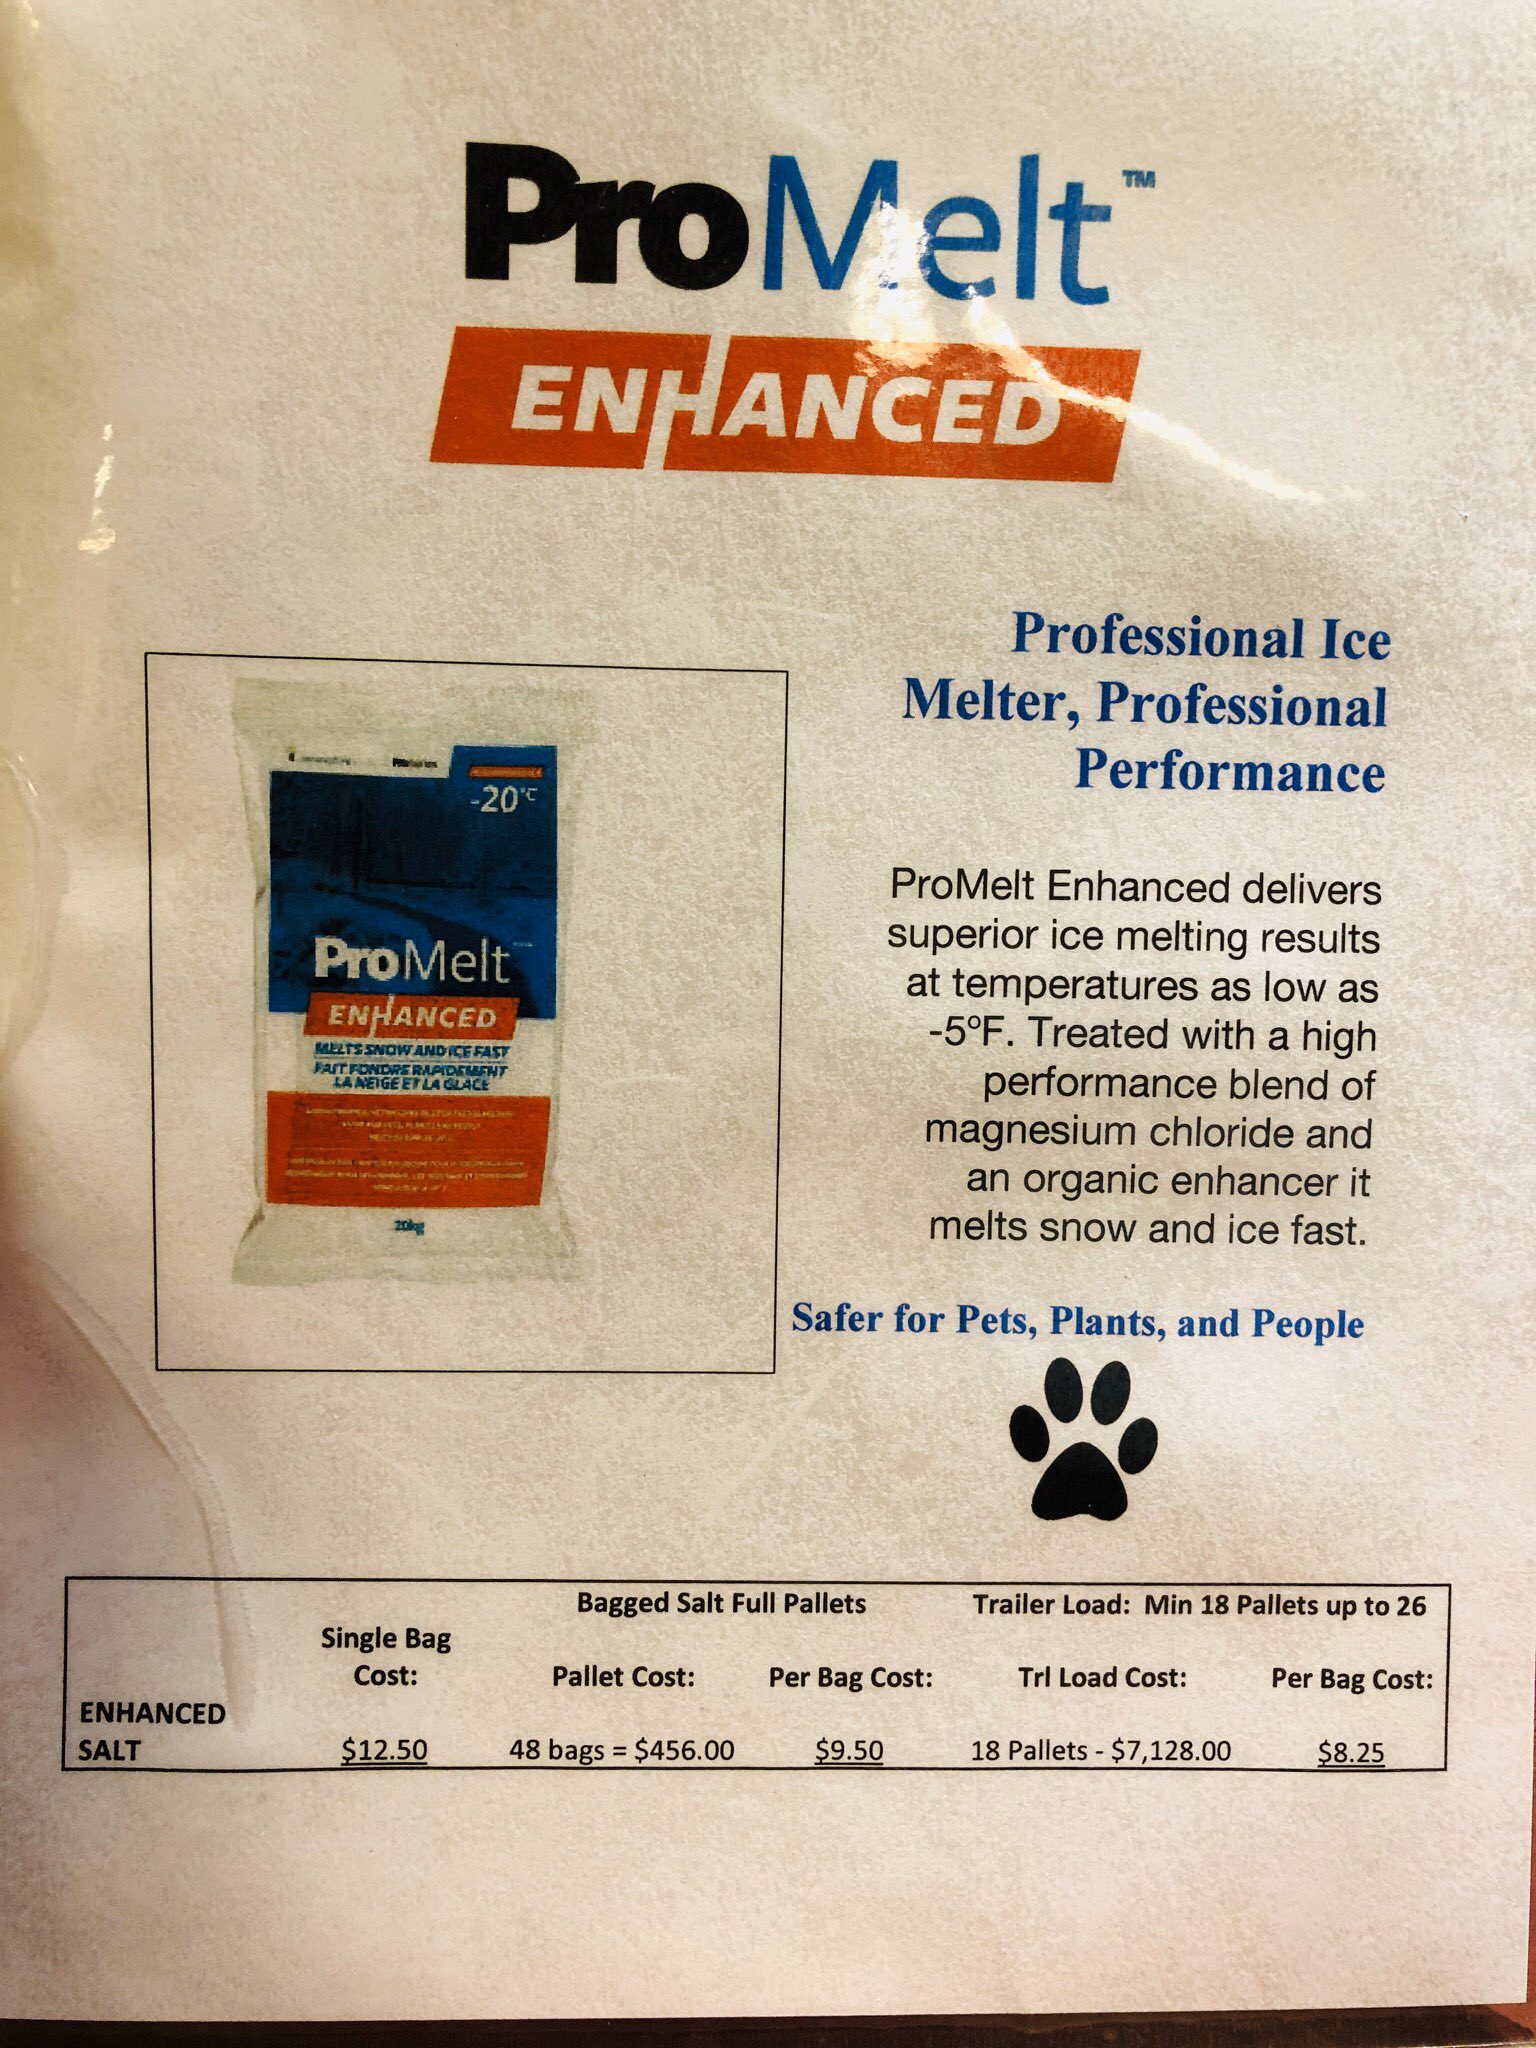 ProMelt™
ENHANCED
Professional Ice
Melter, Professional
Performance
-20°C
ProMelt
ENHANCED
MELTS SNOW AND ICE FAST
FAIT FONDRE RAPIDEMENT
LA NEIGE ET LA GLACE
ProMelt Enhanced delivers
superior ice melting results
at temperatures as low as
-5ºF. Treated with a high
performance blend of
magnesium chloride and
an organic enhancer it
melts snow and ice fast.
Safer for Pets, Plants, and People
Bagged Salt Full Pallets Trailer Load: Min 18 Pallets up to 26
Single Bag
Cost: Pallet Cost: Per Bag Cost: Trl Load Cost: Per Bag Cost:
ENHANCED
SALT $12.50 48 bags = $456.00 $9.50 18 Pallets - $7,128.00 $8.25